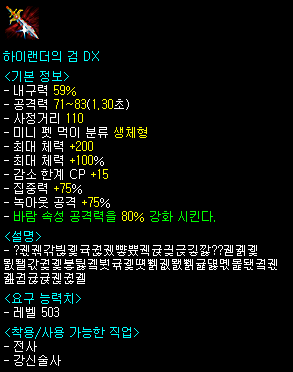 하이랜더의 검 DX
<기본 정보>
- 내구력 59%
- 공격력 71~83(1.30초)
- 사정거리 110
- 미니 펫 먹이 분류 생체형
- 최대 체력 +200
- 최대 체력 +100%
- 감소 한계 CP +15
- 집중력 +75%
- 녹아웃 공격 +75%
- 바람 속성 공격력을 80% 강화 시킨다.
<설명>
<요구 능력치>
- 레벨 503
<착용/사용 가능한 직업>
- 전사
- 강신술사